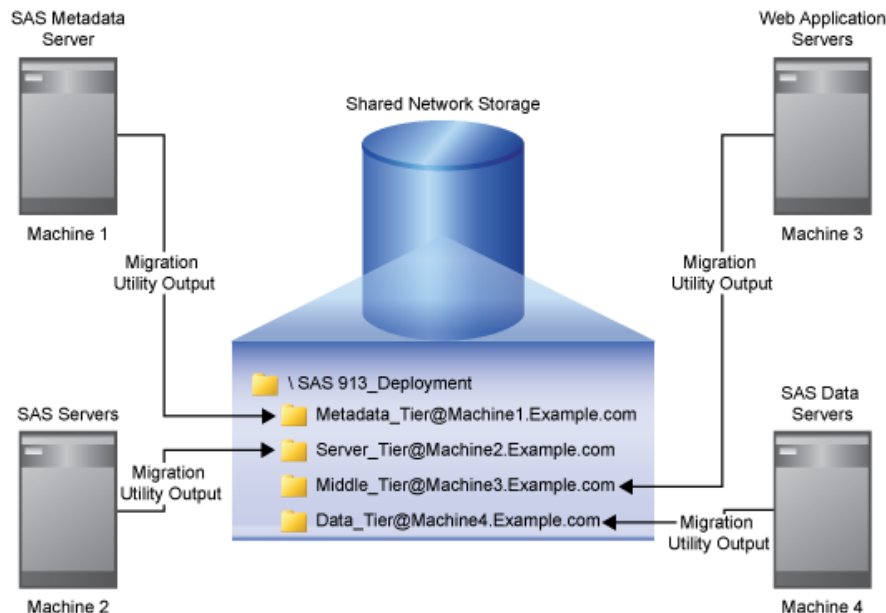 SAS Metadata
Server
Web Application
Servers
Shared Network Storage
Machine 1
Machine 3
Migration
Utility Output
Migration
Utility Output
\ SAS 913_Deployment
Metadata_Tier@Machine1.Example.com
Server_Tier@Machine2.Example.com
Middle_Tier@Machine3.Example.com
Data_Tier@Machine4.Example.com
SAS Servers
SAS Data
Servers
Migration
Utility Output
Migration
Utility Output
Machine 2
Machine 4